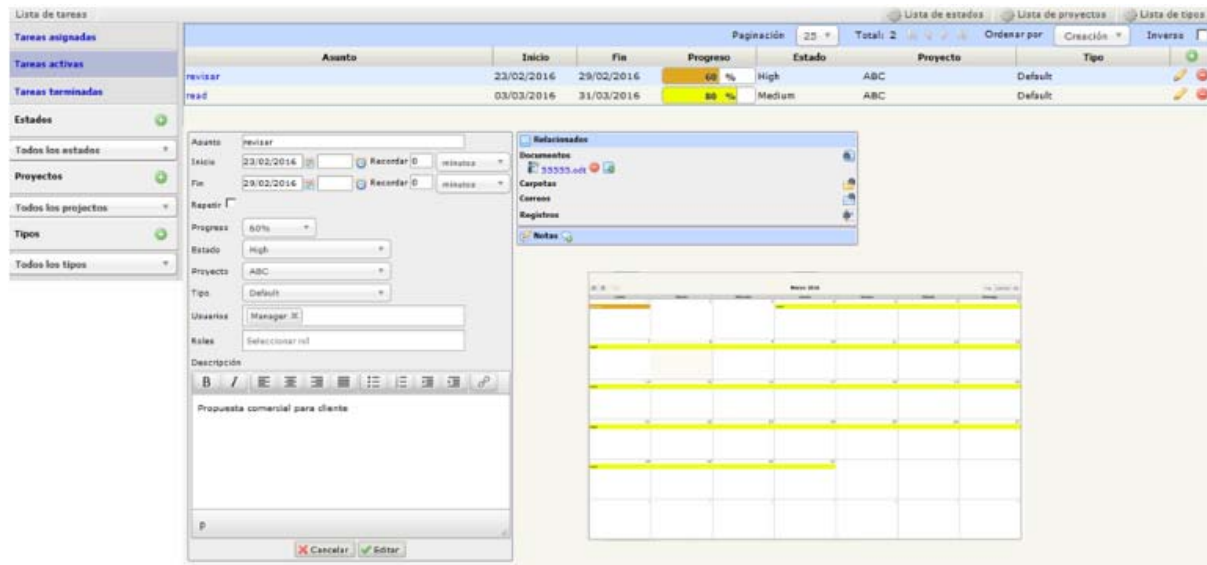 Lista de tareas
Lista de estados Lista de proyectos Lista de tipos
Tareas asignadas
Tareas activas
Tareas terminadas
Estados
Todos los estados
Proyectos
Todos los projectos
Tipos
Todos los tipos
Paginación 25 Total: 2 Ordenar por Creación Inverso
Asunto Inicio Fin Progreso Estado Proyecto Tipo
revisar 23/02/2016 29/02/2016 60 % High ABC Default
read 03/03/2016 31/03/2016 80 % Medium ABC Default
Asunto revisar
Inicio 23/02/2016 Recordar 0 minutos
Fin 29/02/2016 Recordar 0 minutos
Repetir
Progreso 60%
Estado High
Proyecto ABC
Tipo Default
Usuarios Manager
Roles Seleccionar rol
Descripción
B I
Propuesta comercial para cliente
p
Cancelar Editar
Relacionados
Documentos
55555.odt
Carpetas
Correos
Registros
Notas
Marzo 2016